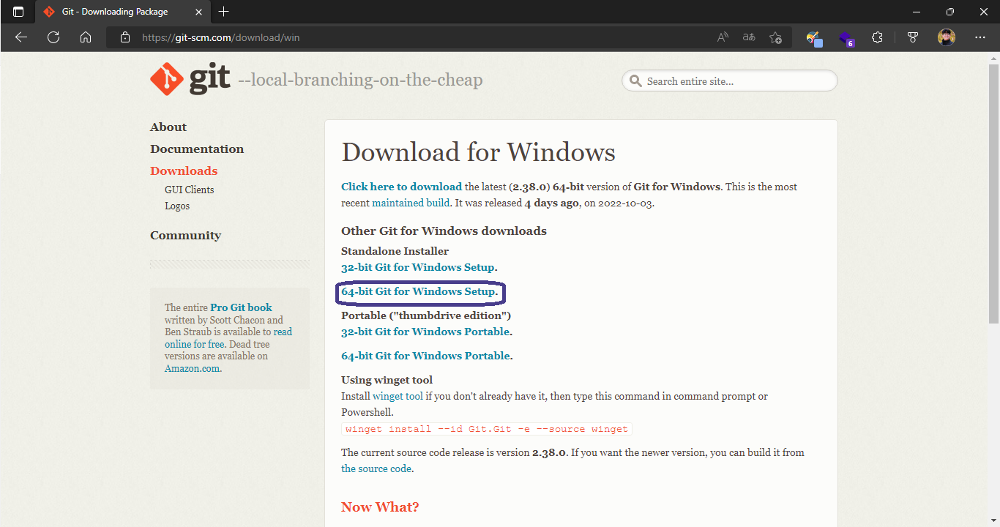 Git - Downloading Package
https://git-scm.com/download/win
6
git --local-branching-on-the-cheap
Search entire site...
About
Documentation
Downloads
GUI Clients
Logos
Community
The entire Pro Git book
written by Scott Chacon and
Ben Straub is available to read
online for free. Dead tree
versions are available on
Amazon.com.
Download for Windows
Click here to download the latest (2.38.0) 64-bit version of Git for Windows. This is the most
recent maintained build. It was released 4 days ago, on 2022-10-03.
Other Git for Windows downloads
Standalone Installer
32-bit Git for Windows Setup.
64-bit Git for Windows Setup.
Portable ("thumbdrive edition")
32-bit Git for Windows Portable.
64-bit Git for Windows Portable.
Using winget tool
Install winget tool if you don't already have it, then type this command in command prompt or
Powershell.
winget install --id Git.Git -e --source winget
The current source code release is version 2.38.0. If you want the newer version, you can build it from
the source code.
Now What?